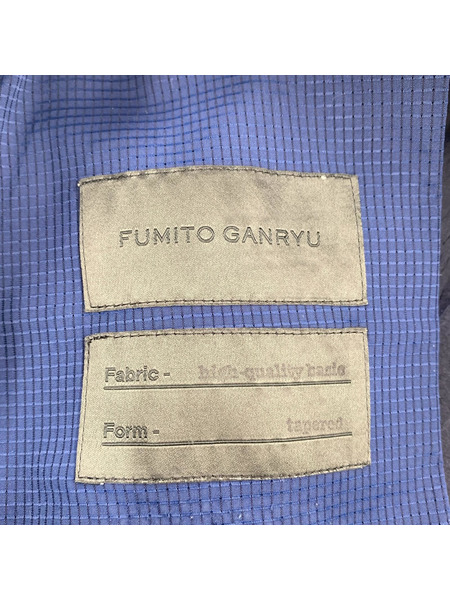 FUMITO GANRYU
Fabric - high-quality basic
Form - tapered